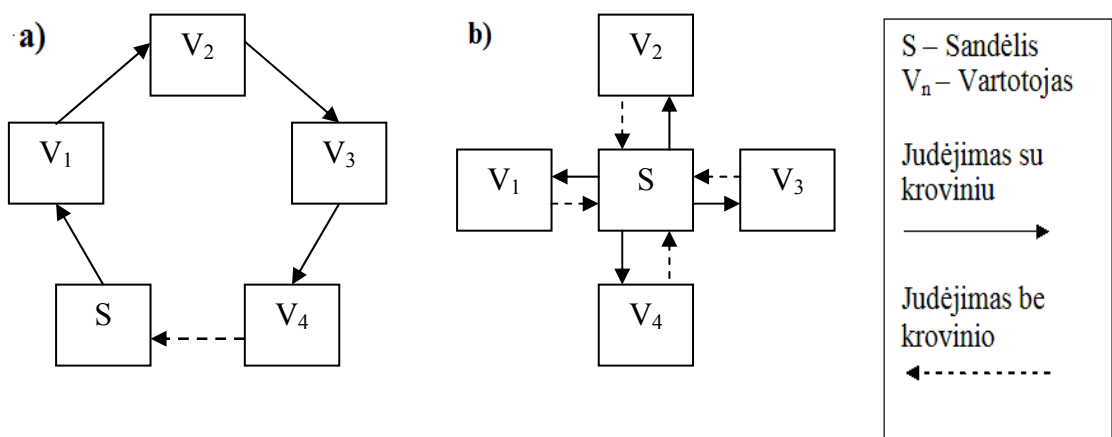 a)
V2
V1
V3
S
V4
b)
V2
V1
S
V3
V4
S – Sandėlis
Vn – Vartotojas
Judėjimas su
kroviniu
Judėjimas be
krovinio